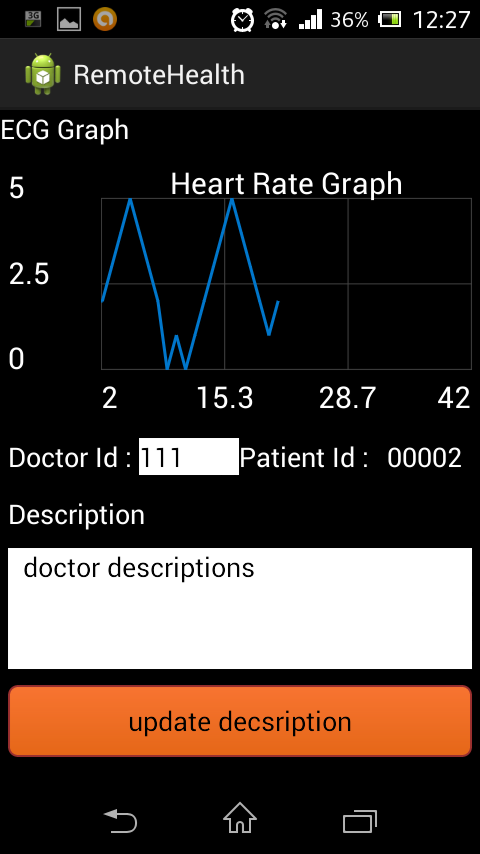 3G 36% 12:27
RemoteHealth
ECG Graph
Heart Rate Graph
5
2.5
0
2 15.3 28.7 42
Doctor Id : 111 Patient Id : 00002
Description
doctor descriptions
update decsription